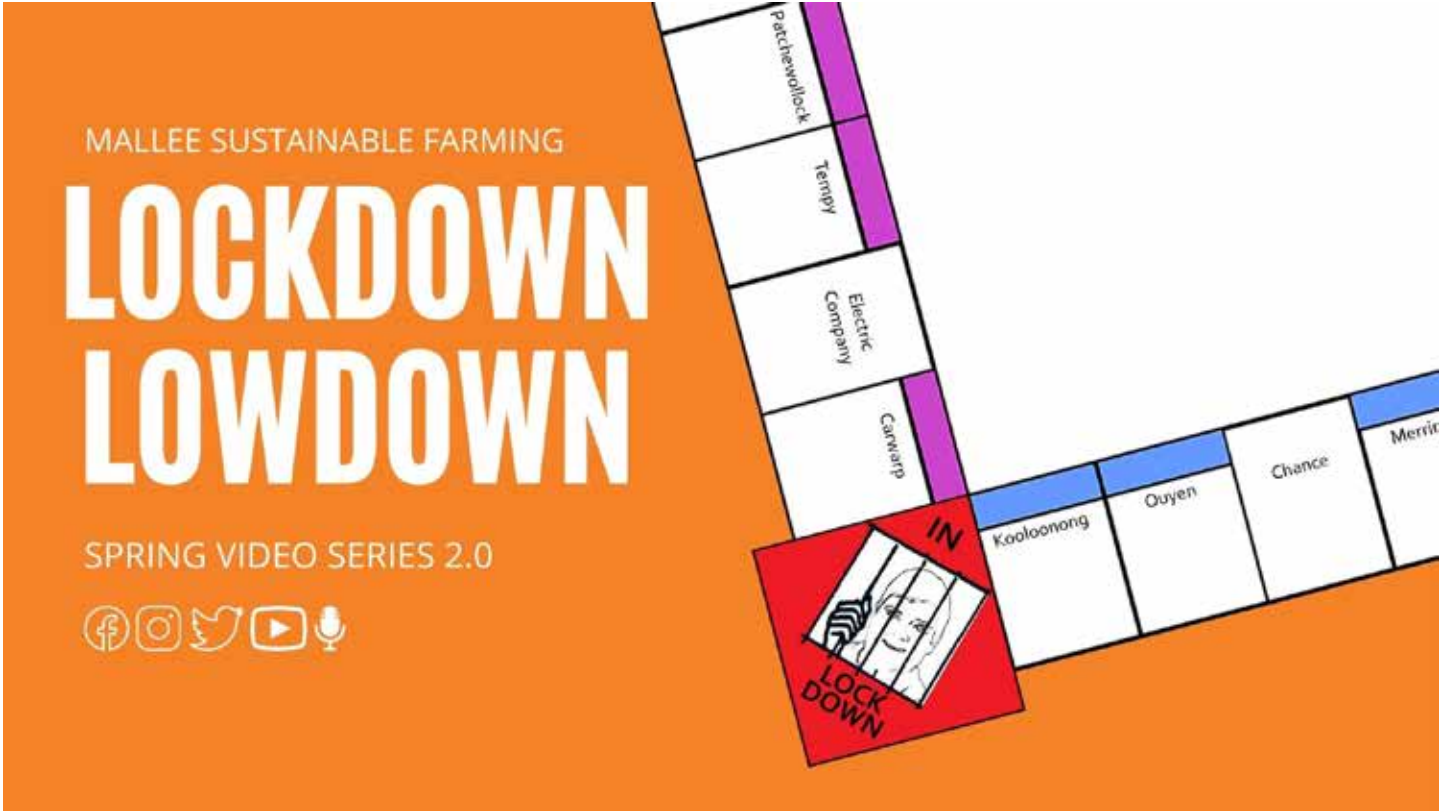 MALLEE SUSTAINABLE FARMING
LOCKDOWN
LOWDOWN
SPRING VIDEO SERIES 2.0
Patchewollock
Tempy
Electric
Company
Carwarp
IN
LOCK
DOWN
Kooloonong
Ouyen
Chance